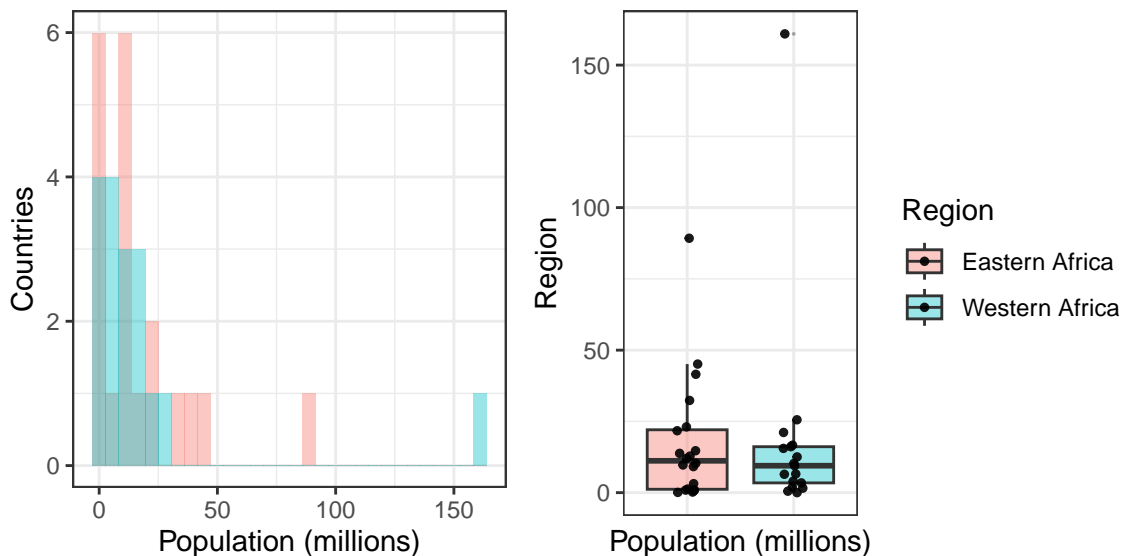 6
4
2
0
Countries
0
50
100
150
Population (millions)
150
100
50
0
Region
Population (millions)
Region
Eastern Africa
Western Africa